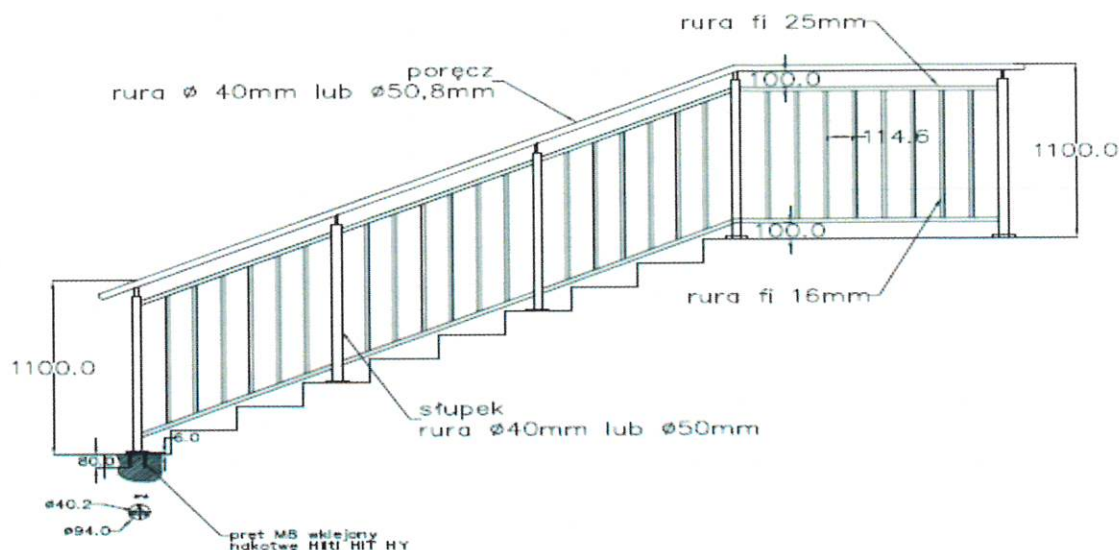 rura fi 25mm
poręcz
rura ø 40mm lub ø50,8mm
100.0
114.6
1100.0
100.0
rura fi 16mm
1100.0
słupek
rura ø40mm lub ø50mm
6.0
80.0
ø40.2
ø94.0
pręt M8 wklejony
hakotwe Hilti HIT HY